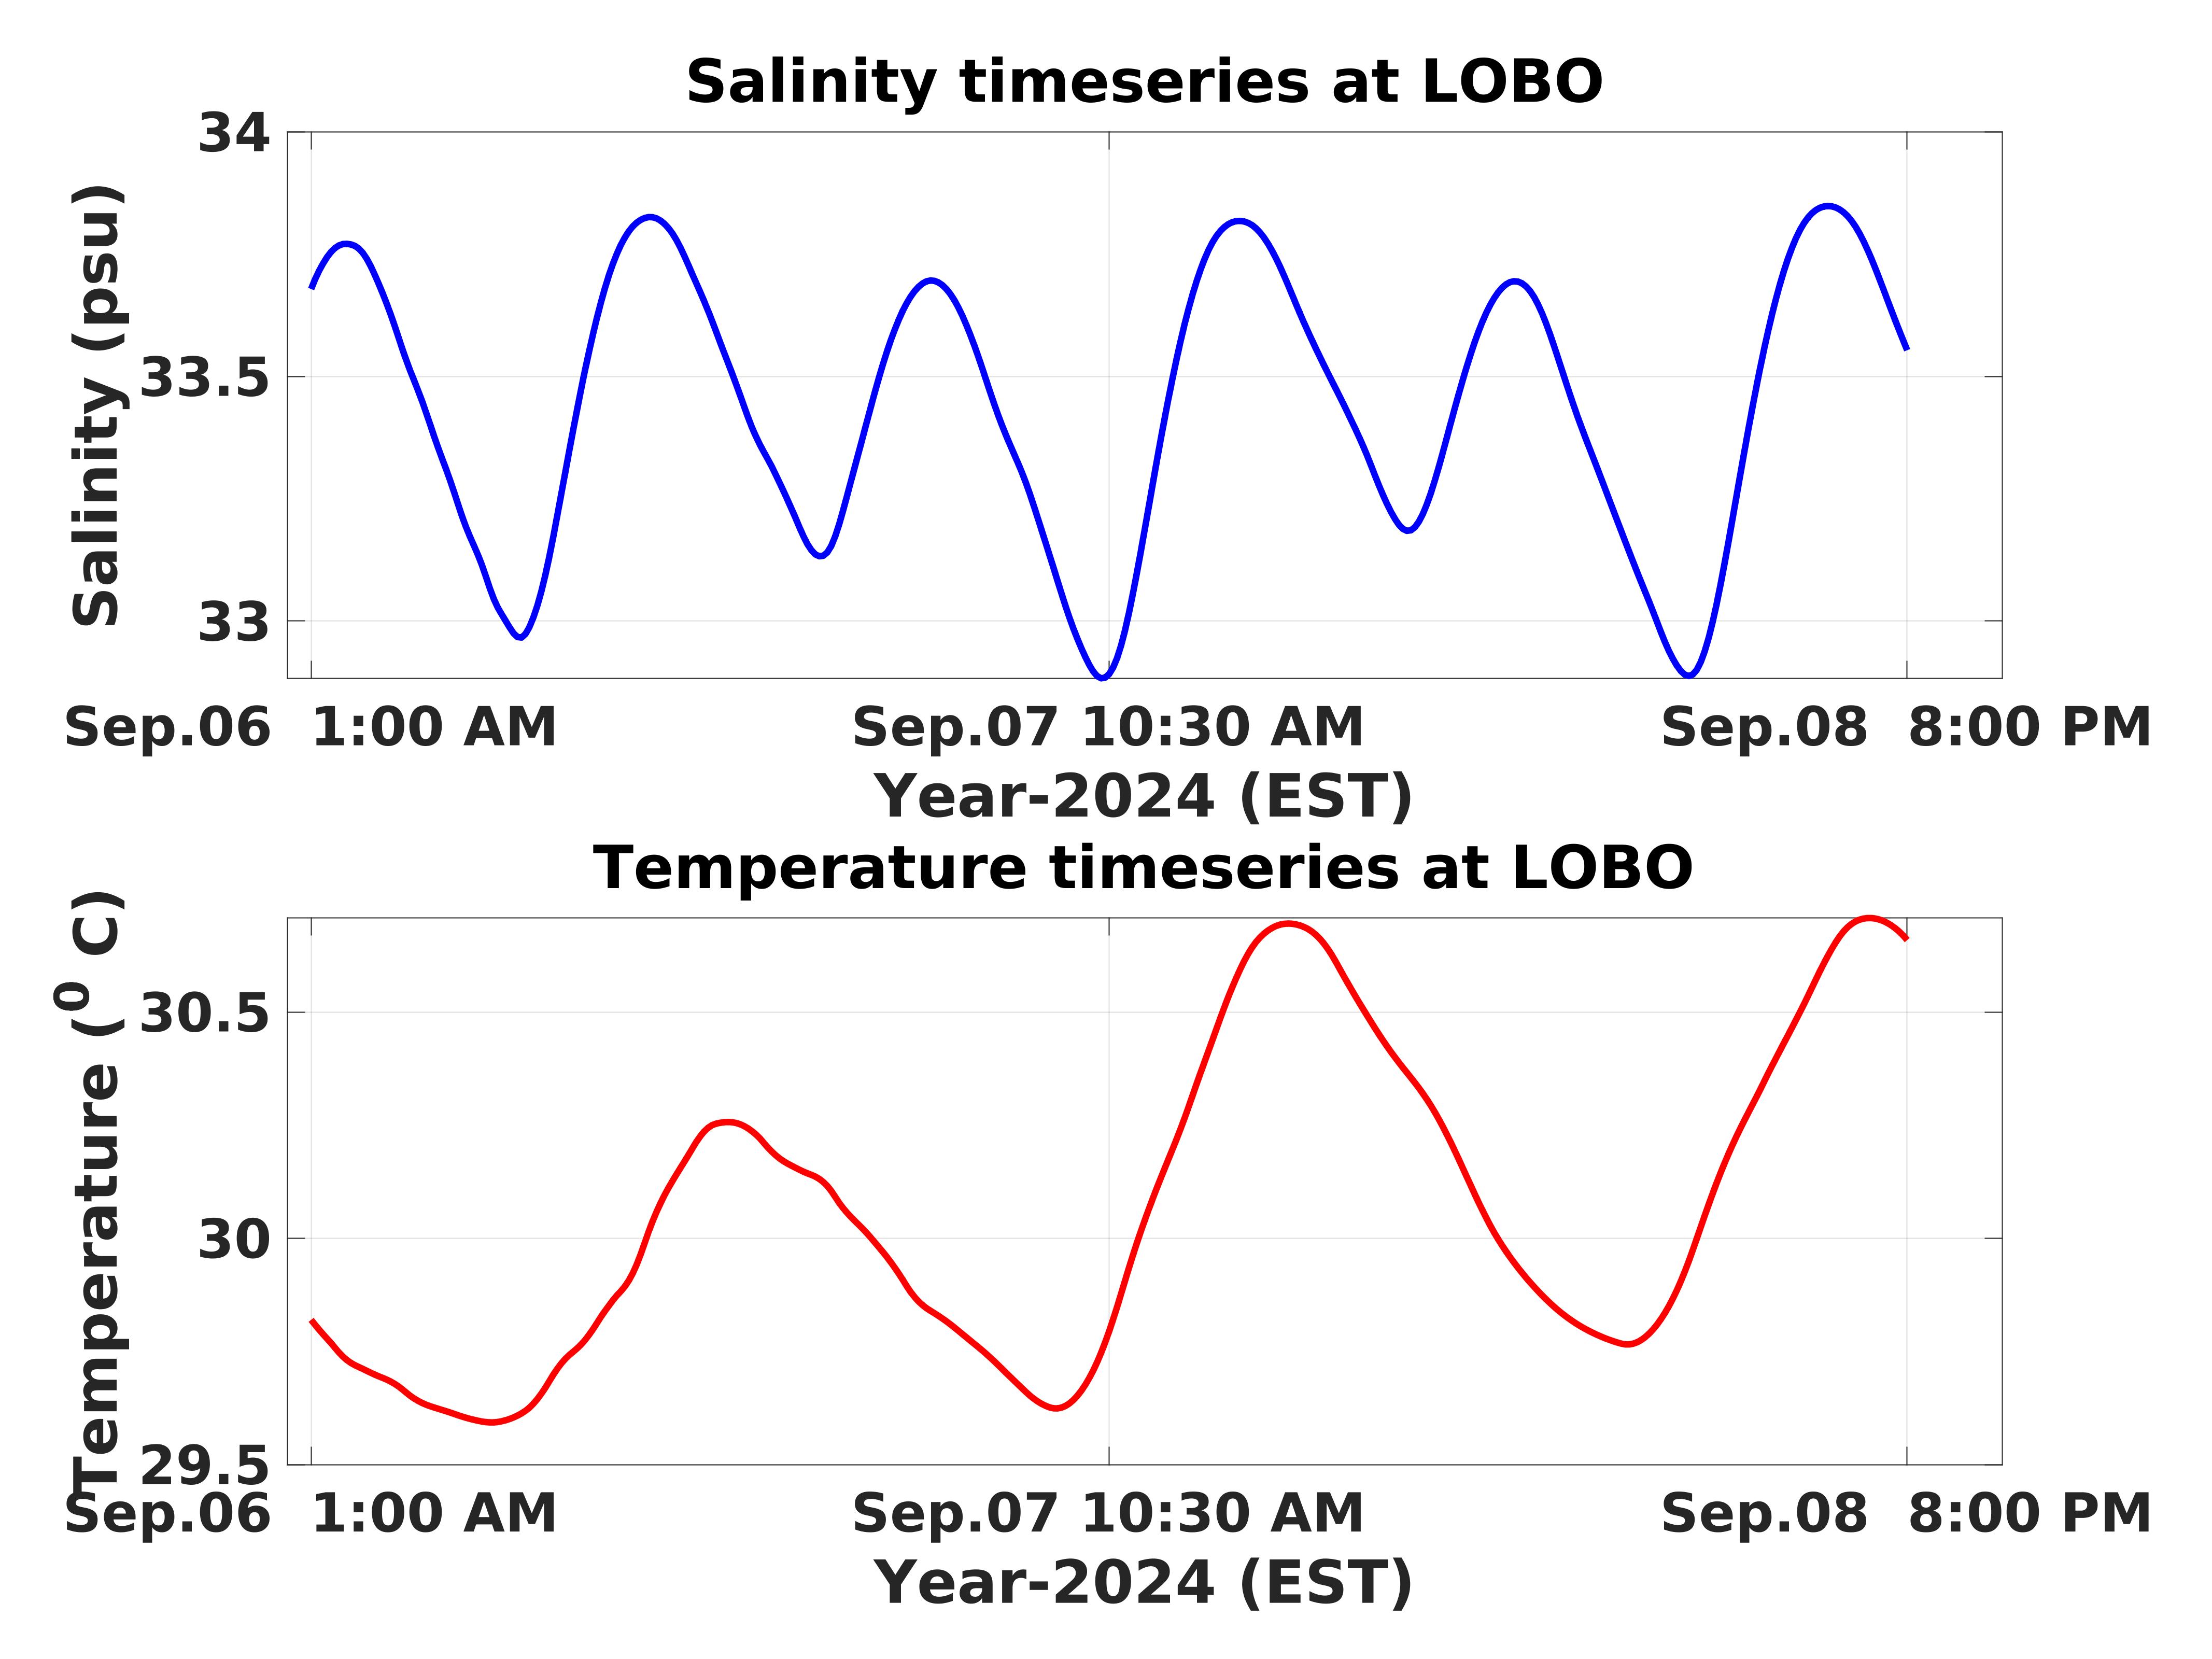 Salinity timeseries at LOBO
Salinity (psu)
34
33.5
33
Sep.06  1:00 AM
Sep.07 10:30 AM
Sep.08  8:00 PM
Year-2024 (EST)
Temperature timeseries at LOBO
Temperature (⁰ C)
30.5
30
29.5
Sep.06  1:00 AM
Sep.07 10:30 AM
Sep.08  8:00 PM
Year-2024 (EST)